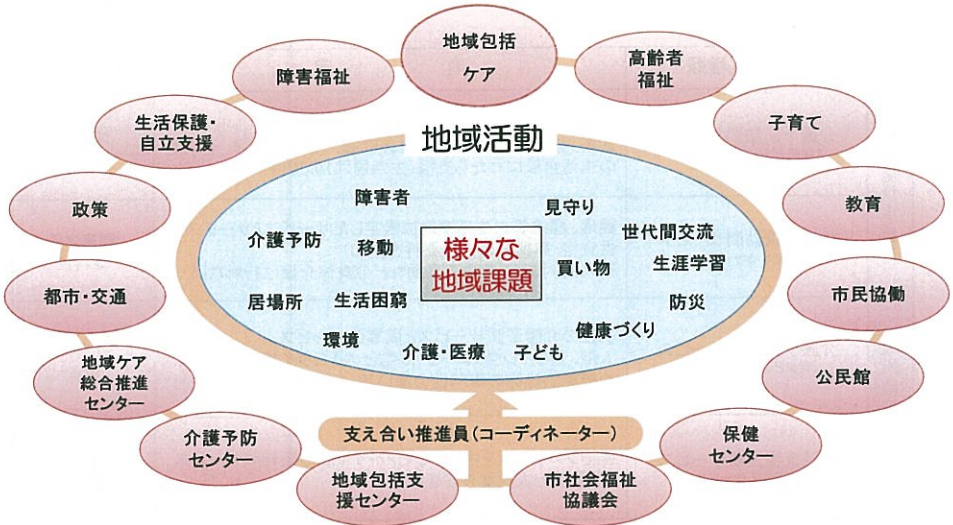 地域包括
ケア
高齢者
福祉
子育て
教育
市民協働
公民館
保健
センター
市社会福祉
協議会
地域包括支
援センター
介護予防
センター
地域ケア
総合推進
センター
都市・交通
政策
生活保護・
自立支援
障害福祉
地域活動
障害者
見守り
介護予防
移動
様々な
地域課題
世代間交流
買い物
生涯学習
居場所
生活困窮
防災
環境
健康づくり
介護・医療
子ども
支え合い推進員(コーディネーター)